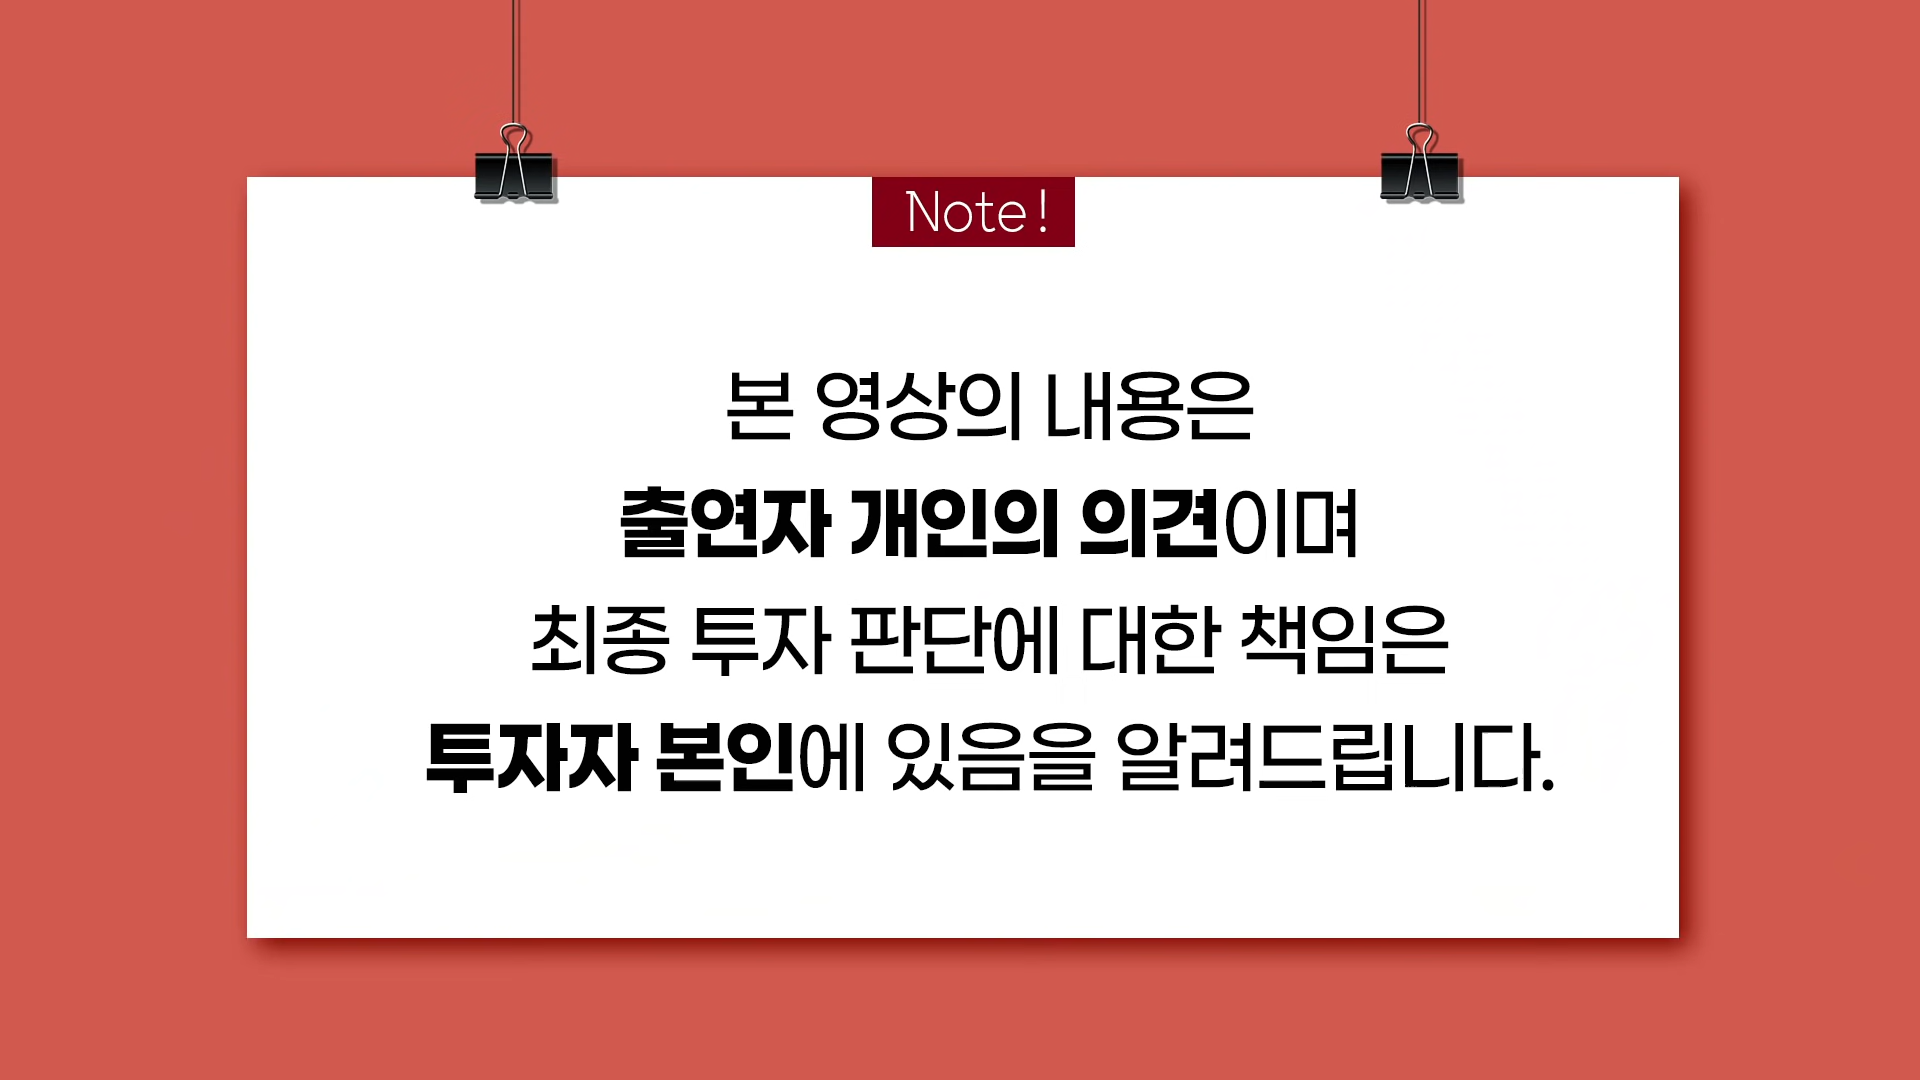 Note!
본 영상의 내용은
출연자 개인의 의견이며
최종 투자 판단에 대한 책임은
투자자 본인에 있음을 알려드립니다.